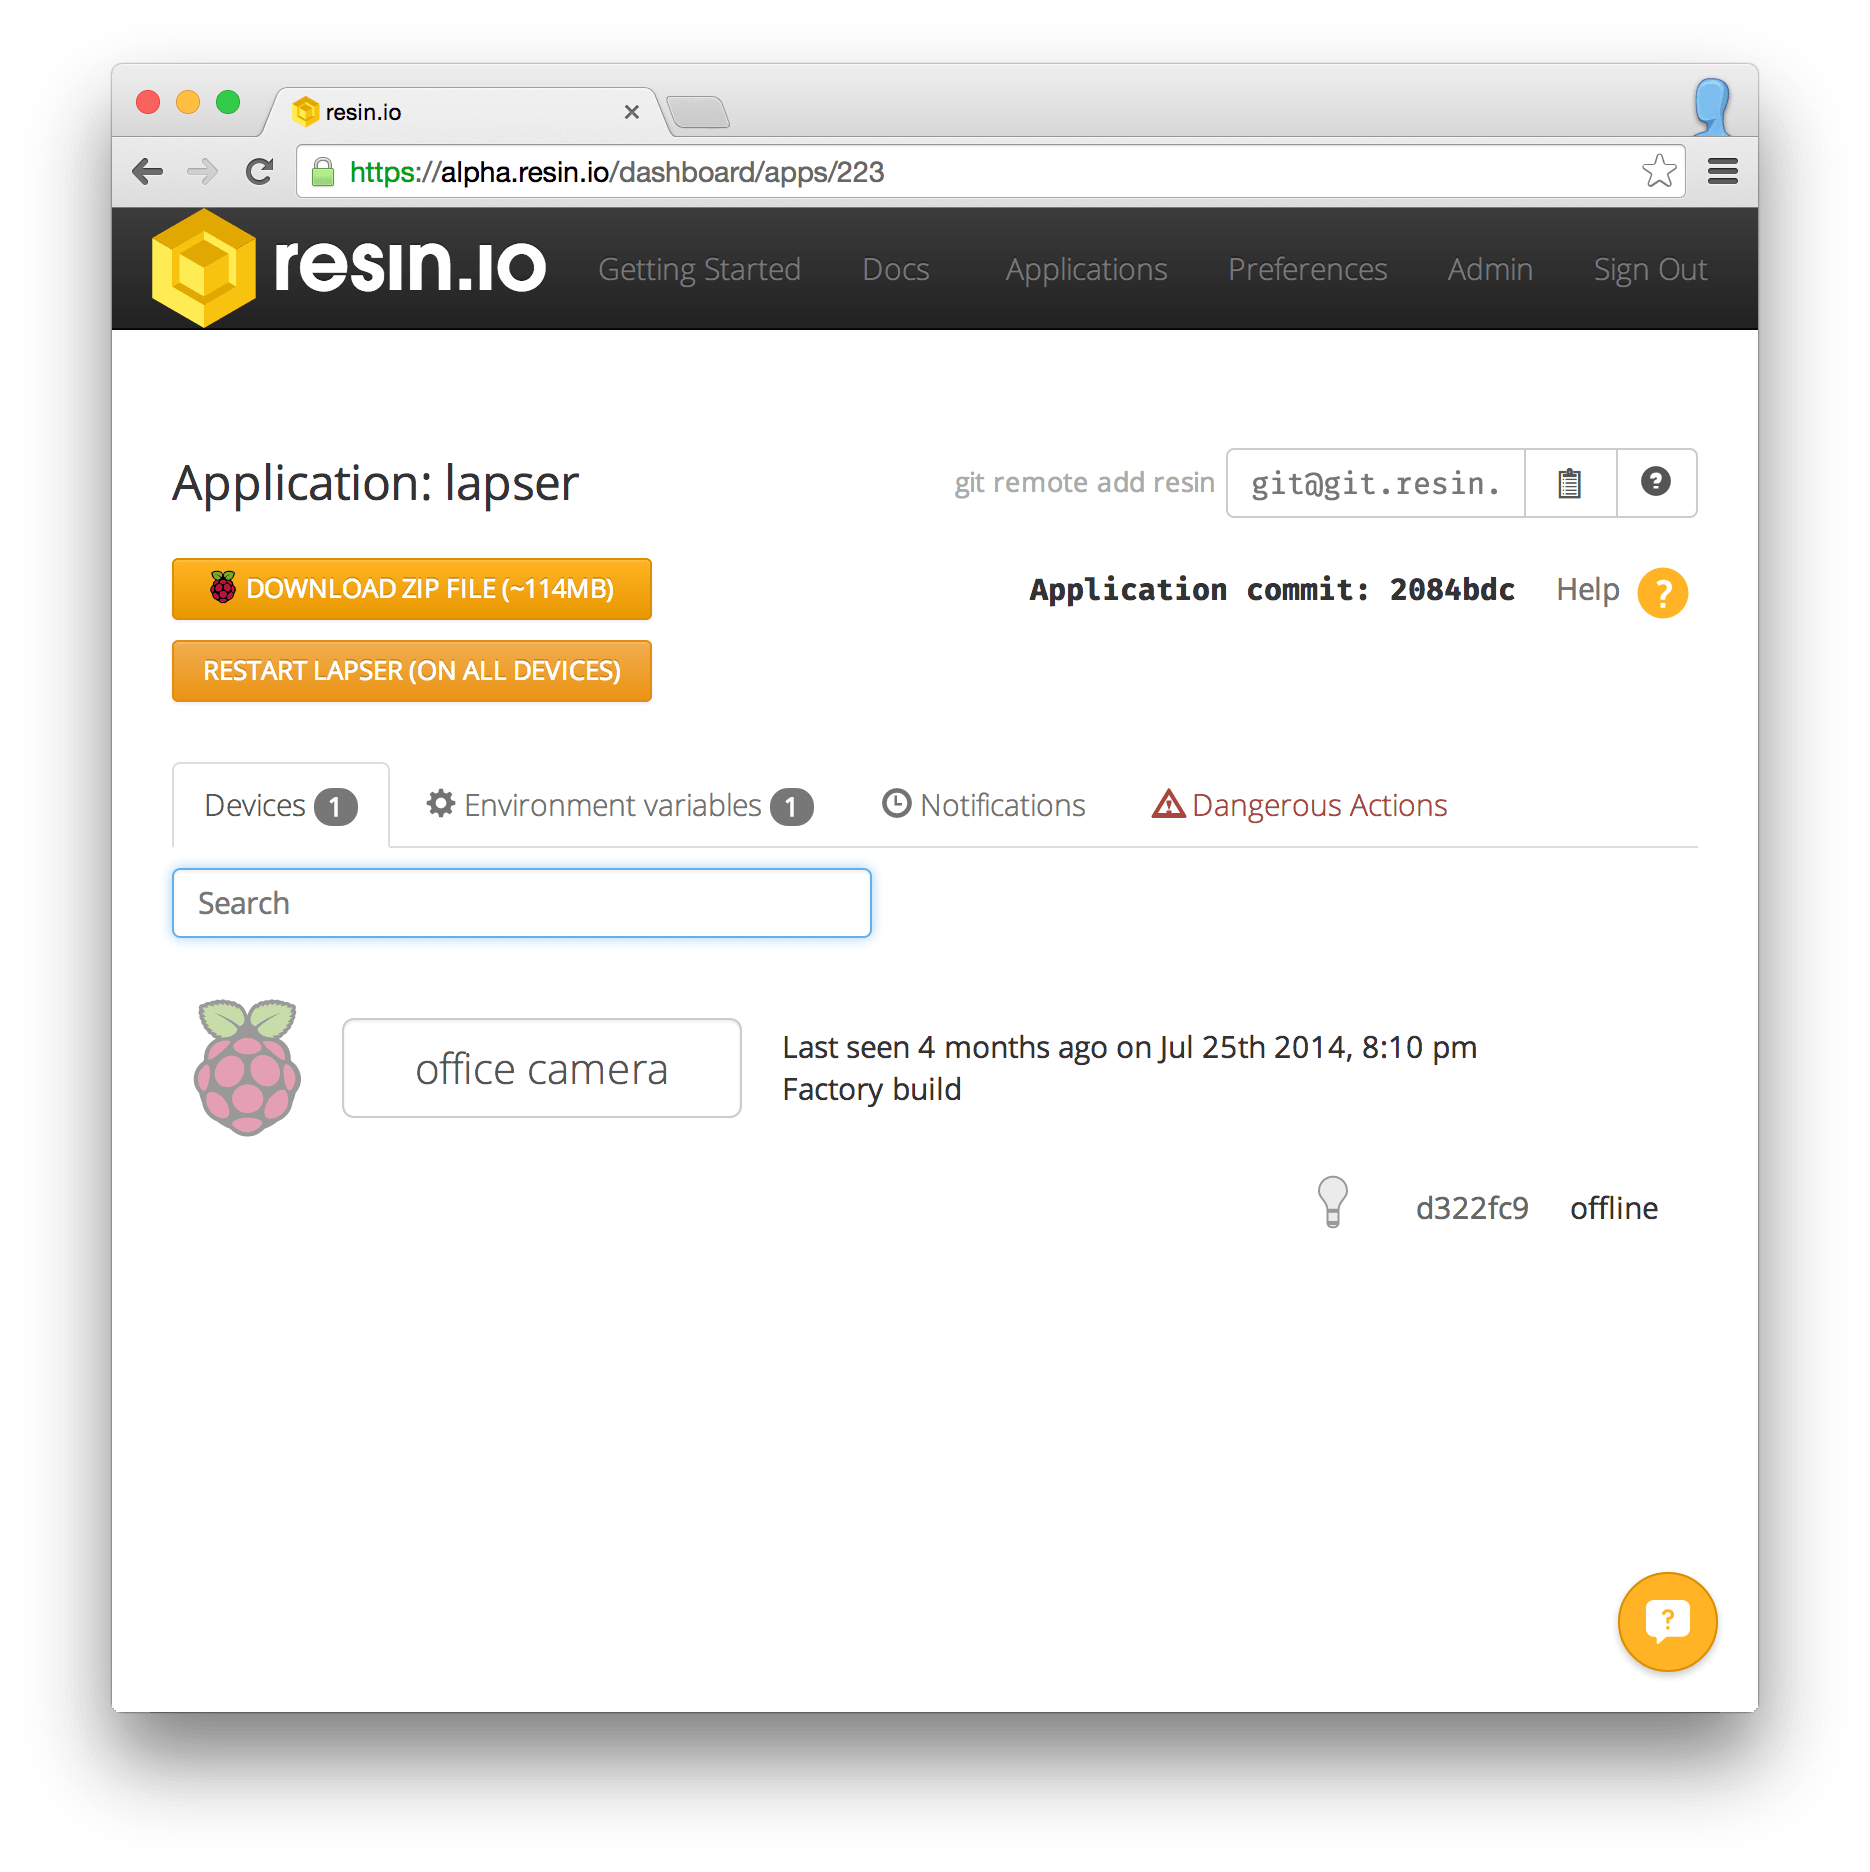 resin.io
https://alpha.resin.io/dashboard/apps/223
resin.io Getting Started Docs Applications Preferences Admin Sign Out
Application: lapser git remote add resin git@git.resin.
DOWNLOAD ZIP FILE (~114MB) Application commit: 2084bdc Help ?
RESTART LAPSER (ON ALL DEVICES)
Devices 1 Environment variables 1 Notifications Dangerous Actions
Search
office camera
Last seen 4 months ago on Jul 25th 2014, 8:10 pm
Factory build
d322fc9 offline